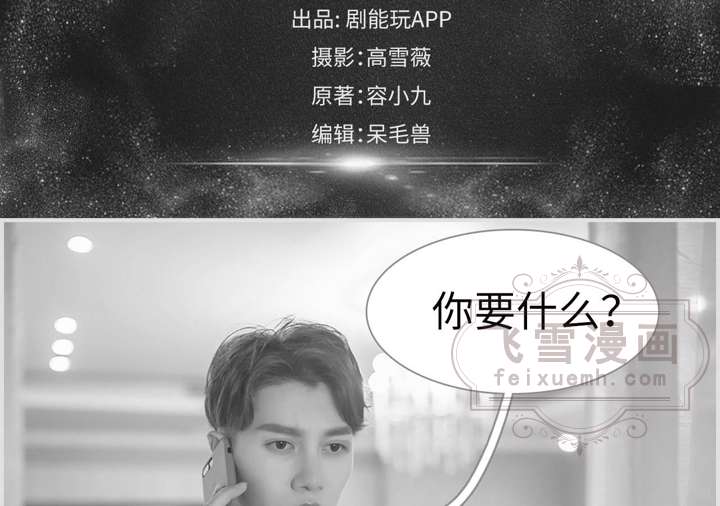 出品: 剧能玩APP
摄影:高雪薇
原著:容小九
编辑:呆毛兽
你要什么?
飞雪漫画
feixuemh.com